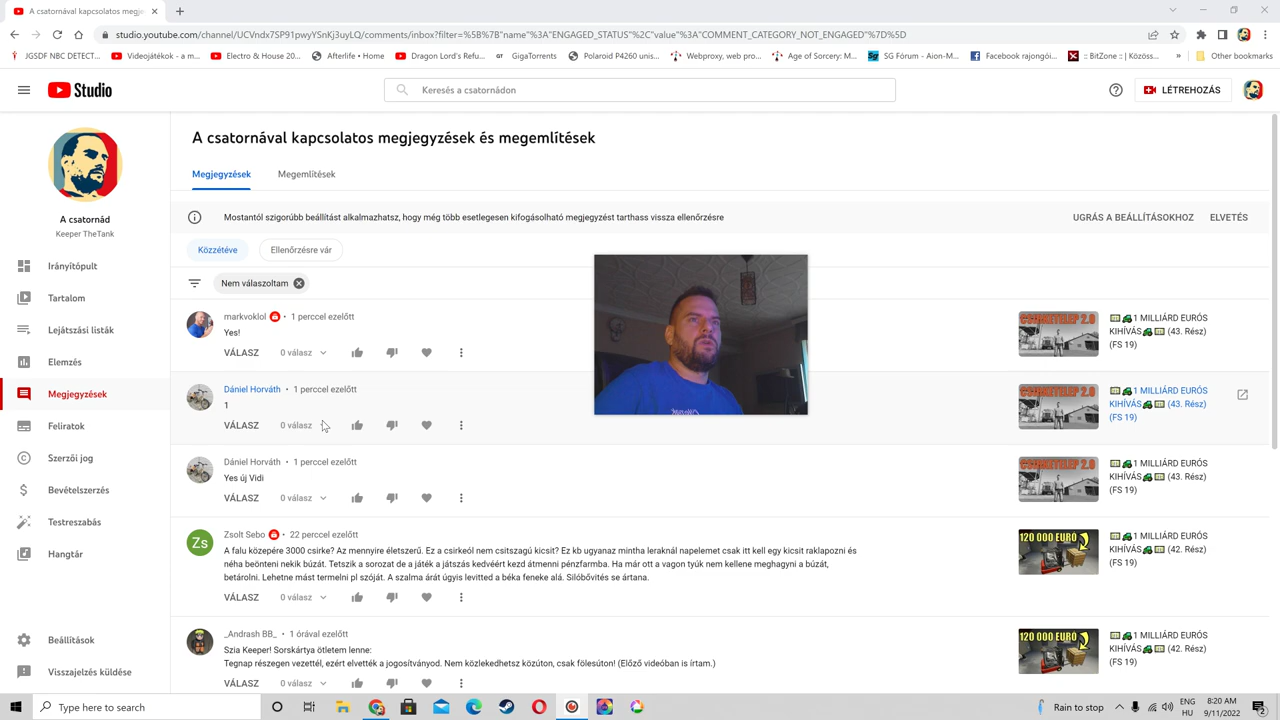 A csatornával kapcsolatos megjegy
studio.youtube.com/channel/UCVndx7SP91pwyYSnKj3uyLQ/comments/inbox?filter=%5B%7B"name"%3A"ENGAGED_STATUS"%2C"value"%3A"COMMENT_CATEGORY_NOT_ENGAGED"%7D%5D
JGSDF NBC DETECT...
Videojátékok - a m...
Electro & House 20...
Afterlife • Home
Dragon Lord's Refu...
GT GigaTorrents
Polaroid P4260 unis...
Webproxy, web pro...
Age of Sorcery: M...
SG Fórum - Aion-M...
Facebook rajongói...
:: BitZone :: | Közöss...
»
Other bookmarks
Studio
Keresés a csatornádon
LÉTREHOZÁS
A csatornád
Keeper TheTank
Irányítópult
Tartalom
Lejátszási listák
Elemzés
Megjegyzések
Feliratok
Szerzői jog
Bevételszerzés
Testreszabás
Hangtár
Beállítások
Visszajelzés küldése
A csatornával kapcsolatos megjegyzések és megemlítések
Megjegyzések Megemlítések
Mostantól szigorúbb beállítást alkalmazhatsz, hogy még több esetlegesen kifogásolható megjegyzést tarthass vissza ellenőrzésre
UGRÁS A BEÁLLÍTÁSOKHOZ ELVETÉS
Közzétéve Ellenőrzésre vár
Nem válaszoltam
markvoklol • 1 perccel ezelőtt
Yes!
VÁLASZ 0 válasz
CSIRKETELEP 2.0
1 MILLIÁRD EURÓS
KIHÍVÁS (43. Rész)
(FS 19)
Dániel Horváth • 1 perccel ezelőtt
1
VÁLASZ 0 válasz
CSIRKETELEP 2.0
1 MILLIÁRD EURÓS
KIHÍVÁS (43. Rész)
(FS 19)
Dániel Horváth • 1 perccel ezelőtt
Yes új Vidi
VÁLASZ 0 válasz
CSIRKETELEP 2.0
1 MILLIÁRD EURÓS
KIHÍVÁS (43. Rész)
(FS 19)
Zs
Zsolt Sebo • 22 perccel ezelőtt
A falu közepére 3000 csirke? Az mennyire életszerű. Ez a csirkeól nem csitszagú kicsit? Ez kb ugyanaz mintha leraknál napelemet csak itt kell egy kicsit raklapozni és
néha beönteni nekik búzát. Tetszik a sorozat de a játék a játszás kedvéért kezd átmenni pénzfarmba. Ha már ott a vagon tyúk nem kellene meghagyni a búzát,
betárolni. Lehetne mást termelni pl szóját. A szalma árát úgyis levitted a béka feneke alá. Silóbővítés se ártana.
VÁLASZ 0 válasz
120 000 EURÓ
1 MILLIÁRD EURÓS
KIHÍVÁS (42. Rész)
(FS 19)
_Andrash BB_ • 1 órával ezelőtt
Szia Keeper! Sorskártya ötletem lenne:
Tegnap részegen vezettél, ezért elvették a jogosítványod. Nem közlekedhetsz közúton, csak fölesúton! (Előző videóban is írtam.)
VÁLASZ 0 válasz
120 000 EURÓ
1 MILLIÁRD EURÓS
KIHÍVÁS (42. Rész)
(FS 19)
Type here to search
Rain to stop
ENG
HU
8:20 AM
9/11/2022
2